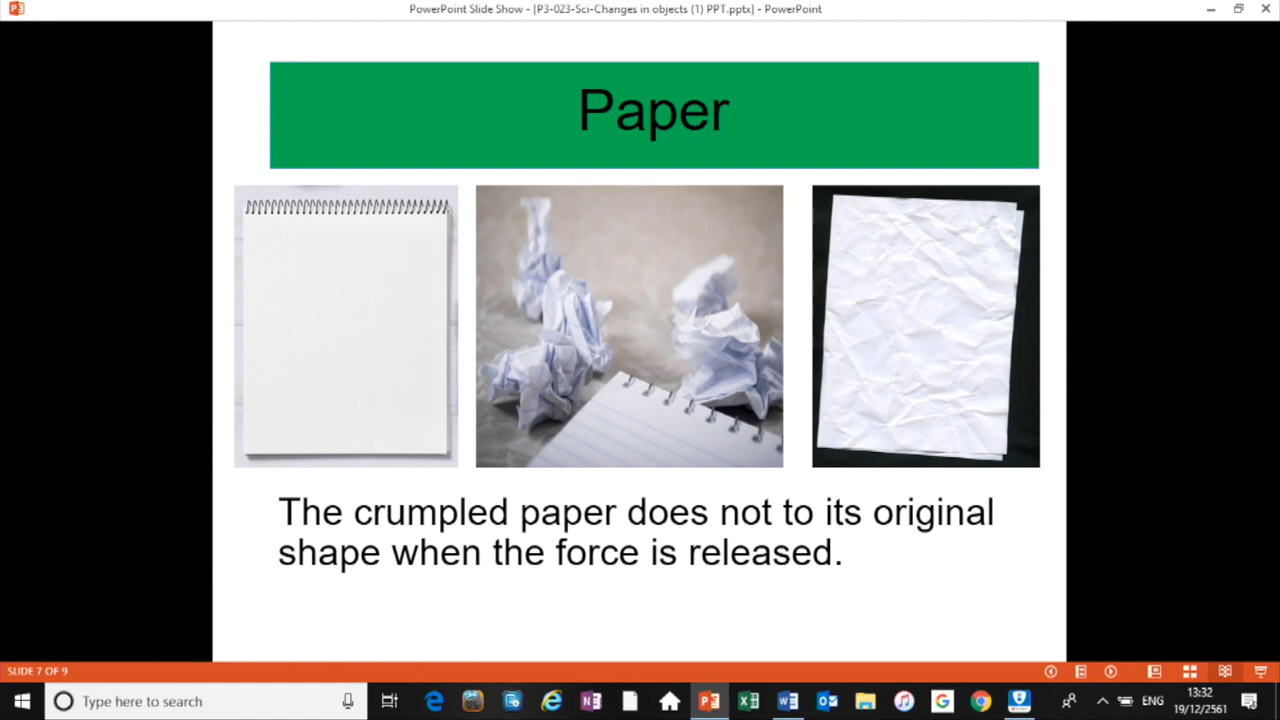 PowerPoint Slide Show - [P3-023-Sci-Changes in objects (1) PPT.pptx] - PowerPoint
Paper
The crumpled paper does not to its original
shape when the force is released.
SLIDE 7 OF 9
Type here to search
ENG
13:32
19/12/2561